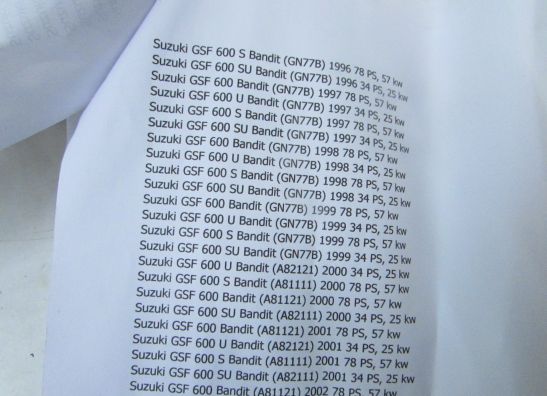 Suzuki GSF 600 S Bandit (GN77B) 1996 78 PS, 57 kw
Suzuki GSF 600 SU Bandit (GN77B) 1996 34 PS, 25 kw
Suzuki GSF 600 Bandit (GN77B) 1997 78 PS, 57 kw
Suzuki GSF 600 U Bandit (GN77B) 1997 34 PS, 25 kw
Suzuki GSF 600 S Bandit (GN77B) 1997 78 PS, 57 kw
Suzuki GSF 600 SU Bandit (GN77B) 1997 34 PS, 25 kw
Suzuki GSF 600 Bandit (GN77B) 1998 78 PS, 57 kw
Suzuki GSF 600 U Bandit (GN77B) 1998 34 PS, 25 kw
Suzuki GSF 600 S Bandit (GN77B) 1998 78 PS, 57 kw
Suzuki GSF 600 SU Bandit (GN77B) 1998 34 PS, 25 kw
Suzuki GSF 600 Bandit (GN77B) 1999 78 PS, 57 kw
Suzuki GSF 600 U Bandit (GN77B) 1999 34 PS, 25 kw
Suzuki GSF 600 S Bandit (GN77B) 1999 78 PS, 57 kw
Suzuki GSF 600 SU Bandit (GN77B) 1999 34 PS, 25 kw
Suzuki GSF 600 U Bandit (A82121) 2000 34 PS, 25 kw
Suzuki GSF 600 S Bandit (A81111) 2000 78 PS, 57 kw
Suzuki GSF 600 Bandit (A81121) 2000 78 PS, 57 kw
Suzuki GSF 600 SU Bandit (A82111) 2000 34 PS, 25 kw
Suzuki GSF 600 Bandit (A81121) 2001 78 PS, 57 kw
Suzuki GSF 600 U Bandit (A82121) 2001 34 PS, 25 kw
Suzuki GSF 600 S Bandit (A81111) 2001 78 PS, 57 kw
Suzuki GSF 600 SU Bandit (A82111) 2001 34 PS, 25 kw
Suzuki GSF 600 Bandit (A81121) 2002 78 PS, 57 kw